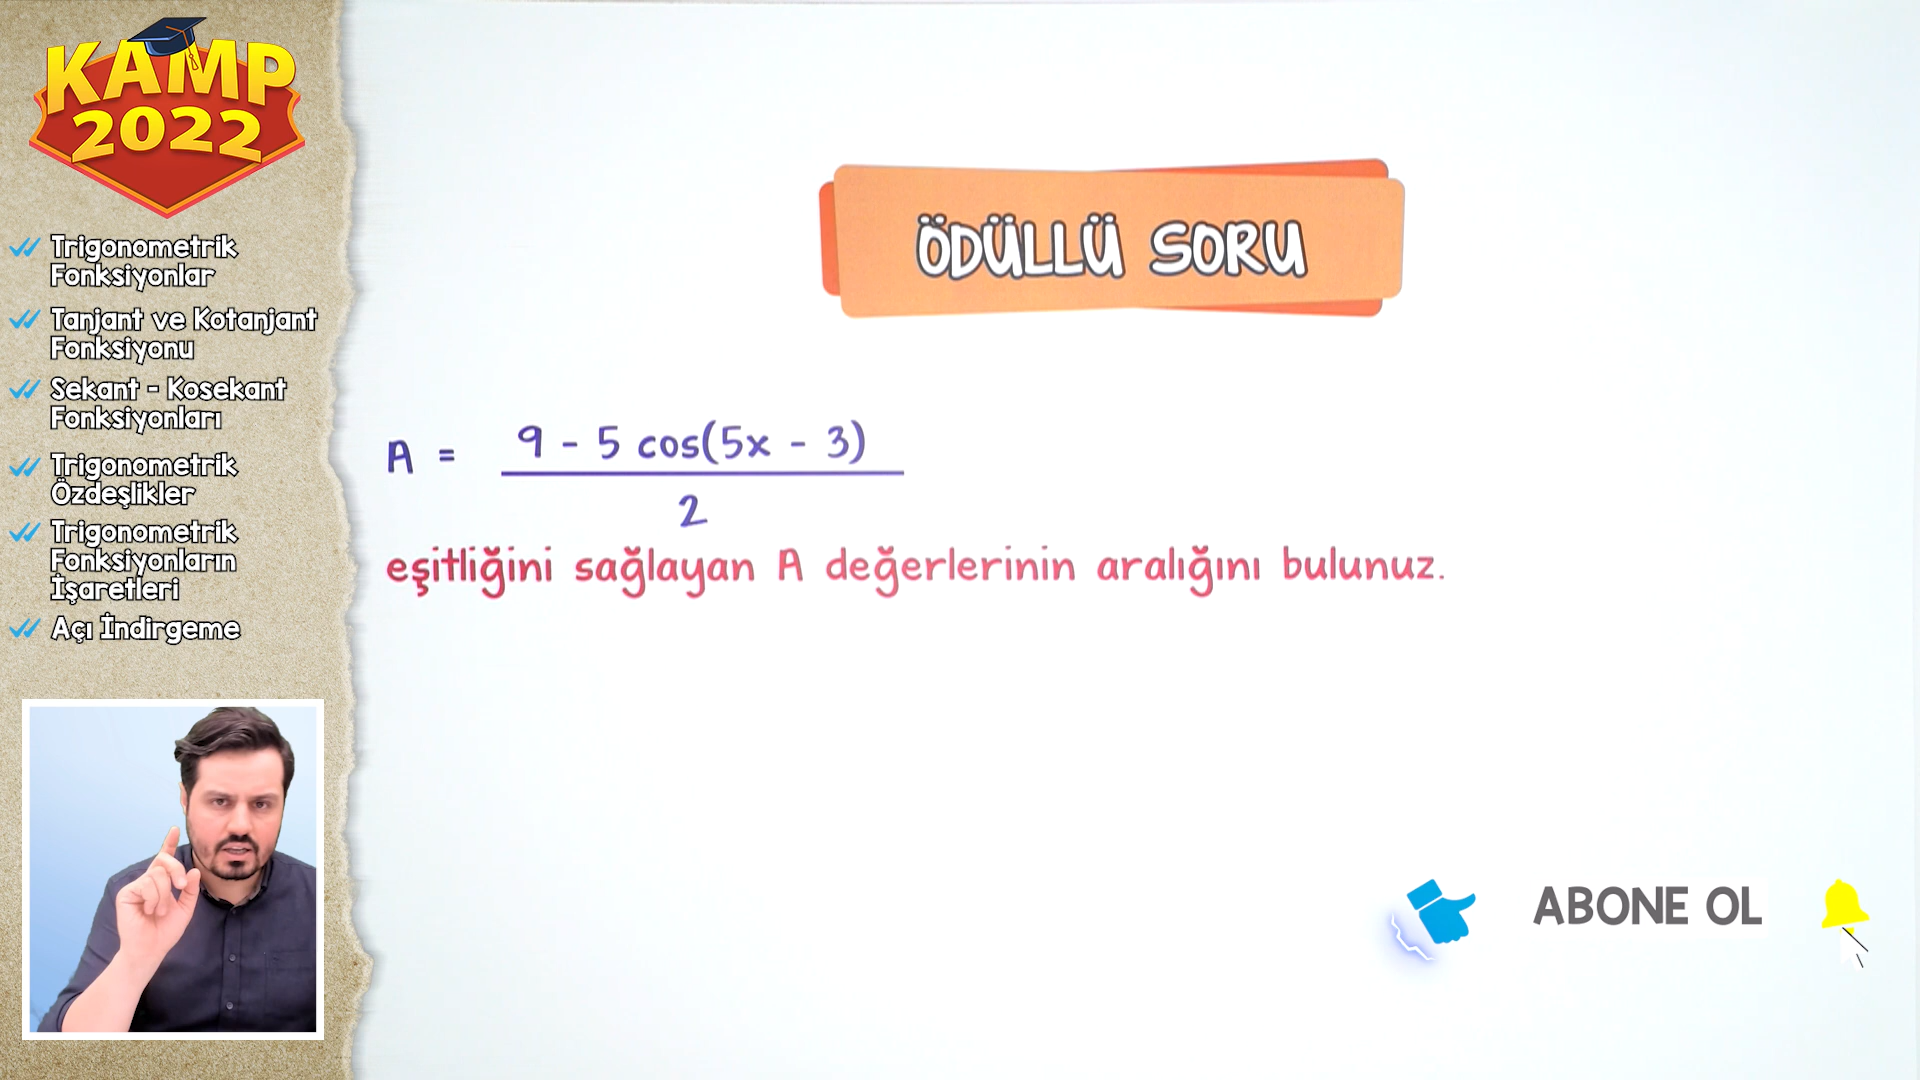 KAMP
2022
Trigonometrik
Fonksiyonlar
Tanjant ve Kotanjant
Fonksiyonu
Sekant - Kosekant
Fonksiyonları
Trigonometrik
Özdeşlikler
Trigonometrik
Fonksiyonların
İşaretleri
Açı İndirgeme
ÖDÜLLÜ SORU
A = 9 - 5 cos(5x - 3)
2
eşitliğini sağlayan A değerlerinin aralığını bulunuz.
ABONE OL